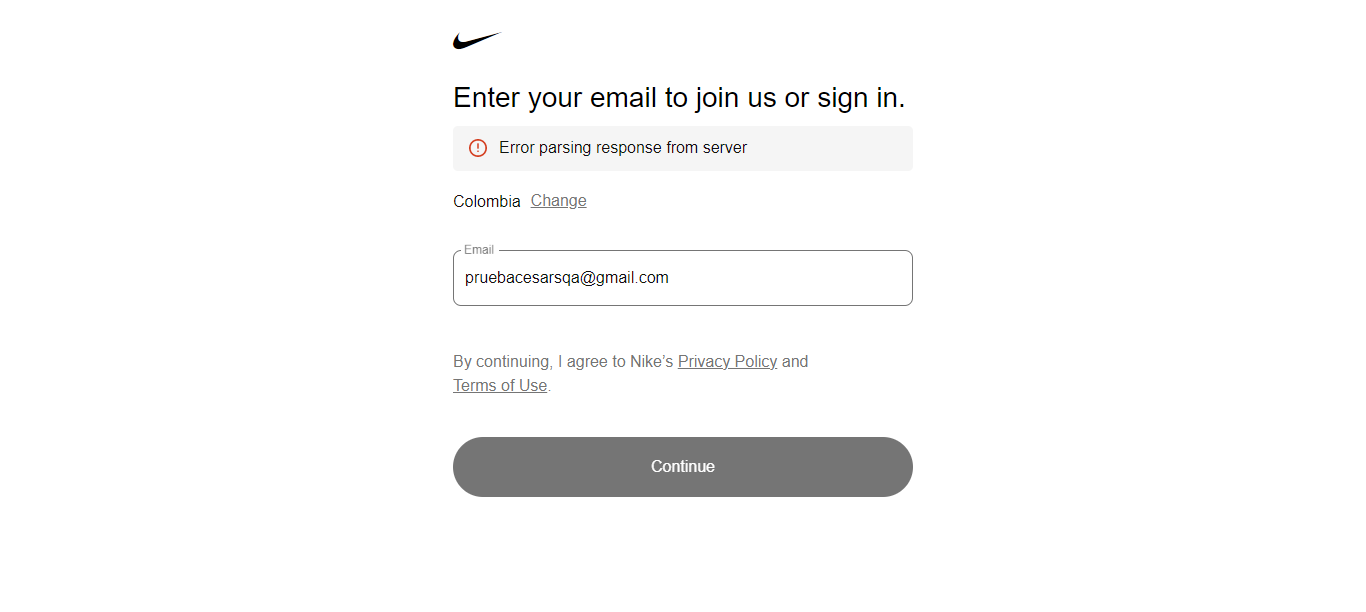 Enter your email to join us or sign in.
Error parsing response from server
Colombia Change
Email
pruebacesarsqa@gmail.com
By continuing, I agree to Nike’s Privacy Policy and
Terms of Use.
Continue